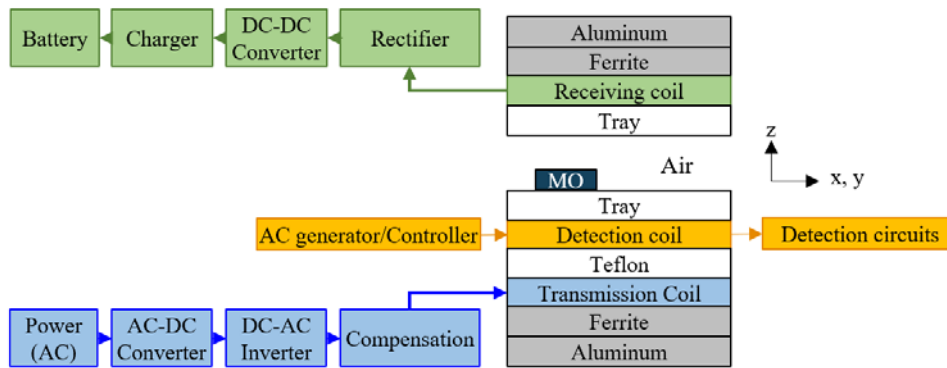 Battery
Charger
DC-DC
Converter
Rectifier
Aluminum
Ferrite
Receiving coil
Tray
z
x, y
Air
MO
Tray
AC generator/Controller
Detection coil
Detection circuits
Teflon
Transmission Coil
Ferrite
Aluminum
Power
(AC)
AC-DC
Converter
DC-AC
Inverter
Compensation